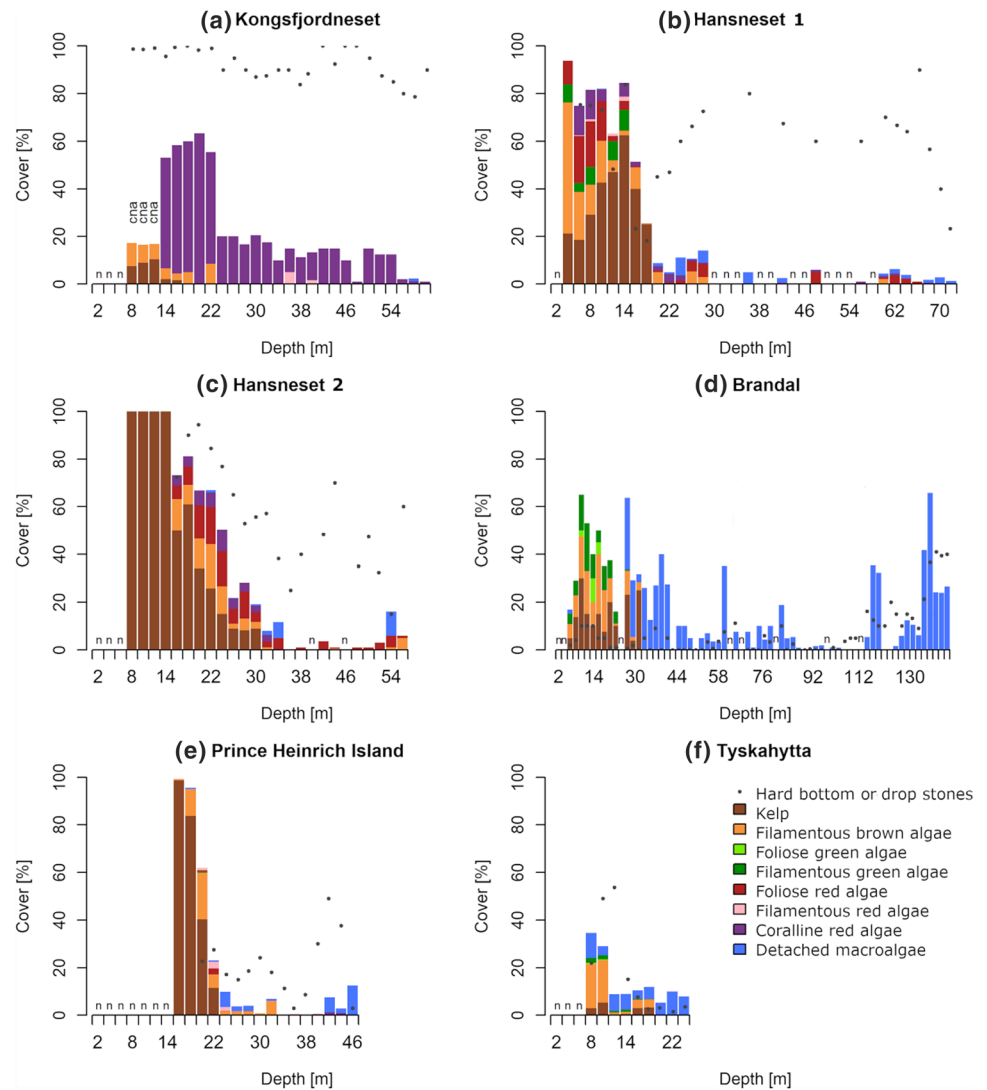 (a) Kongsfjordneset
Cover [%]
100
80
60
40
20
0
cna cna cna
n n n
2 8 14 22 30 38 46 54
Depth [m]
(b) Hansneset 1
Cover [%]
100
80
60
40
20
0
n n n n n n n n n n n n
2 8 14 22 30 38 46 54 62 70
Depth [m]
(c) Hansneset 2
Cover [%]
100
80
60
40
20
0
n n n n n
2 8 14 22 30 38 46 54
Depth [m]
(d) Brandal
Cover [%]
100
80
60
40
20
0
n n n n n n n n
2 14 30 44 58 76 92 112 130
Depth [m]
(e) Prince Heinrich Island
Cover [%]
100
80
60
40
20
0
n n n n n n n
2 8 14 22 30 38 46
Depth [m]
(f) Tyskahytta
Cover [%]
100
80
60
40
20
0
n n n
2 8 14 22
Depth [m]
Hard bottom or drop stones
Kelp
Filamentous brown algae
Foliose green algae
Filamentous green algae
Foliose red algae
Filamentous red algae
Coralline red algae
Detached macroalgae